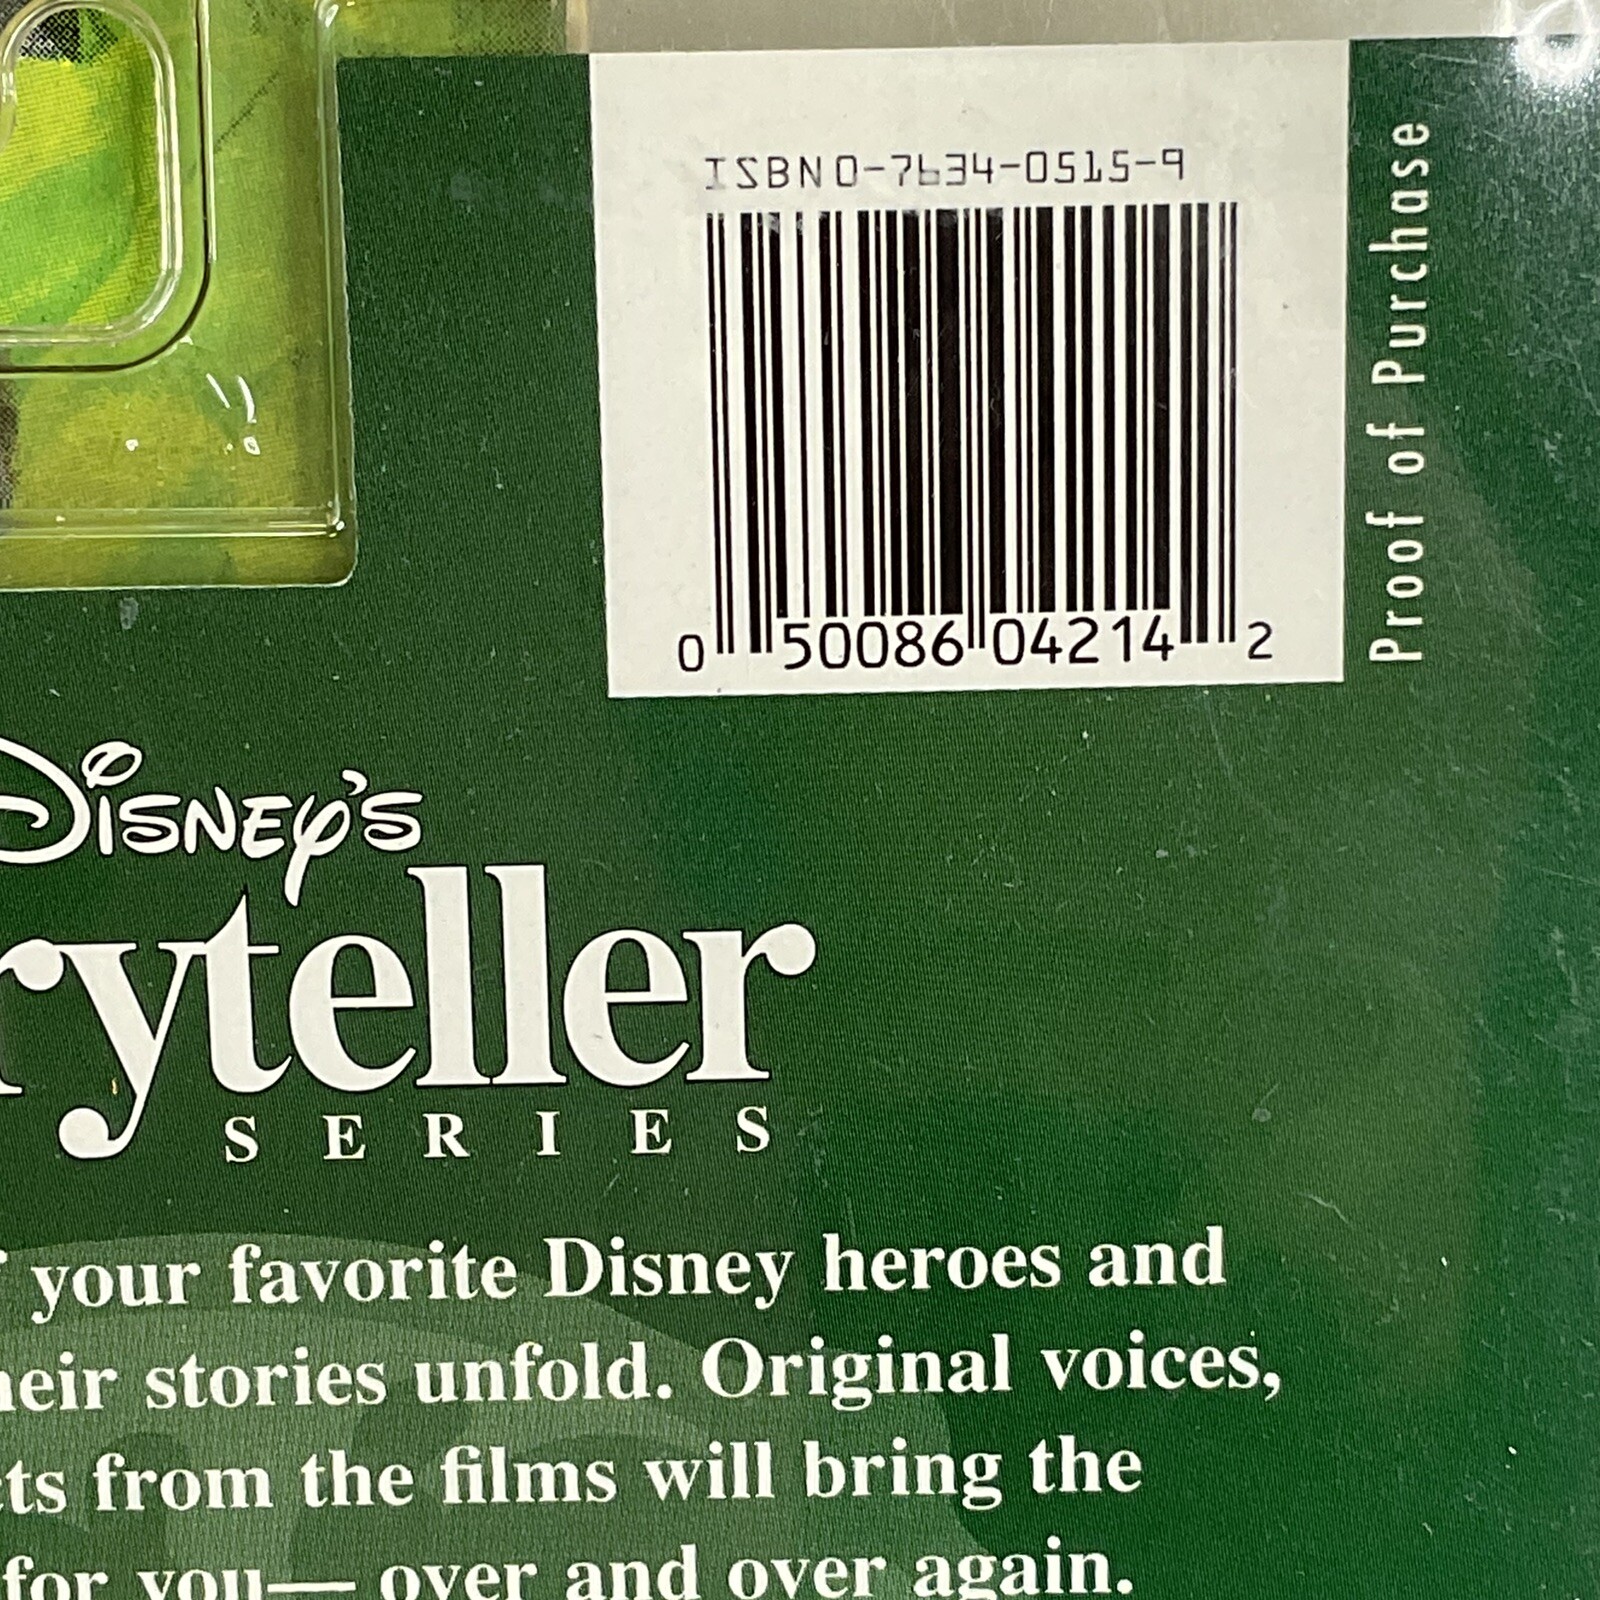 ISBN 0-7634-0515-9
0 50086 04214 2
Proof of Purchase
Disney's
ryteller
SERIES
your favorite Disney heroes and
heir stories unfold. Original voices,
cts from the films will bring the
for you— over and over again.